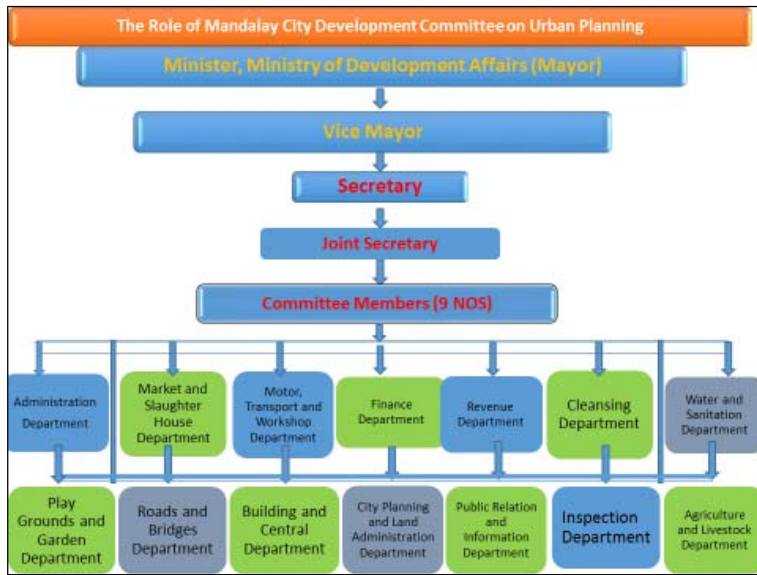 The Role of Mandalay City Development Committee on Urban Planning
Minister, Ministry of Development Affairs (Mayor)
Vice Mayor
Secretary
Joint Secretary
Committee Members (9 NOS)
Administration
Department
Market and
Slaughter
House
Department
Motor,
Transport and
Workshop
Department
Finance
Department
Revenue
Department
Cleansing
Department
Water and
Sanitation
Department
Play
Grounds and
Garden
Department
Roads and
Bridges
Department
Building and
Central
Department
City Planning
and Land
Administration
Department
Public Relation
and
Information
Department
Inspection
Department
Agriculture
and Livestock
Department